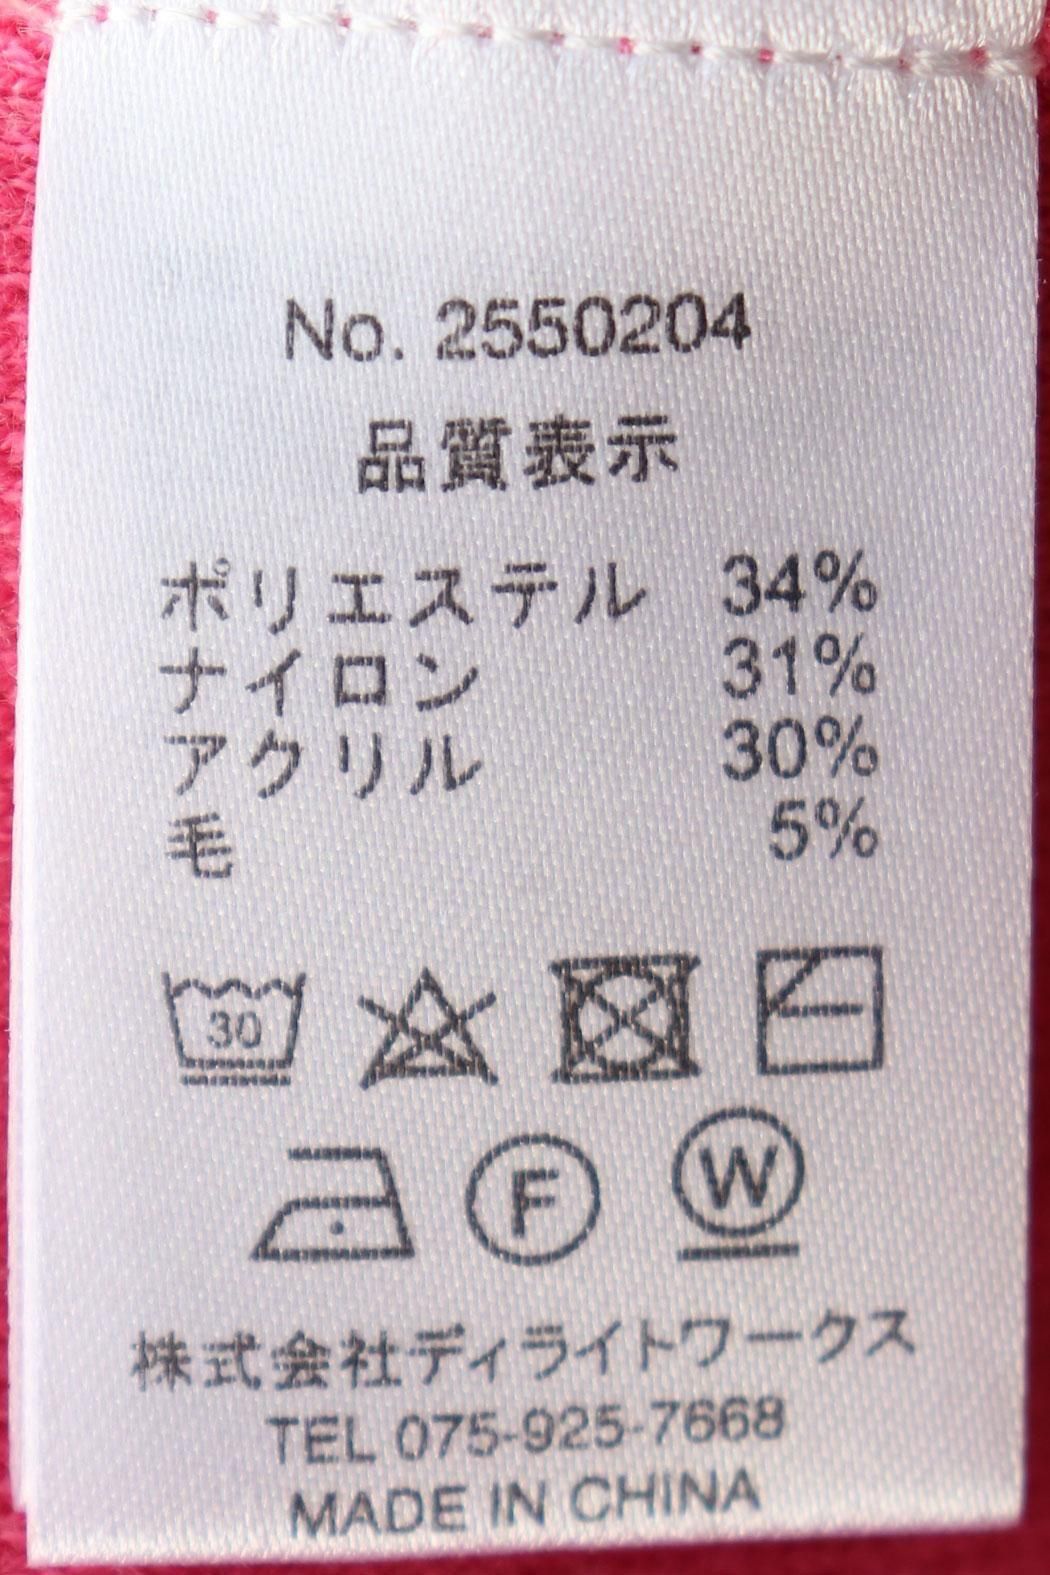 No. 2550204
品質表示
ポリエステル 34%
ナイロン 31%
アクリル 30%
毛 5%
30
F W
株式会社ディライトワークス
TEL 075-925-7668
MADE IN CHINA